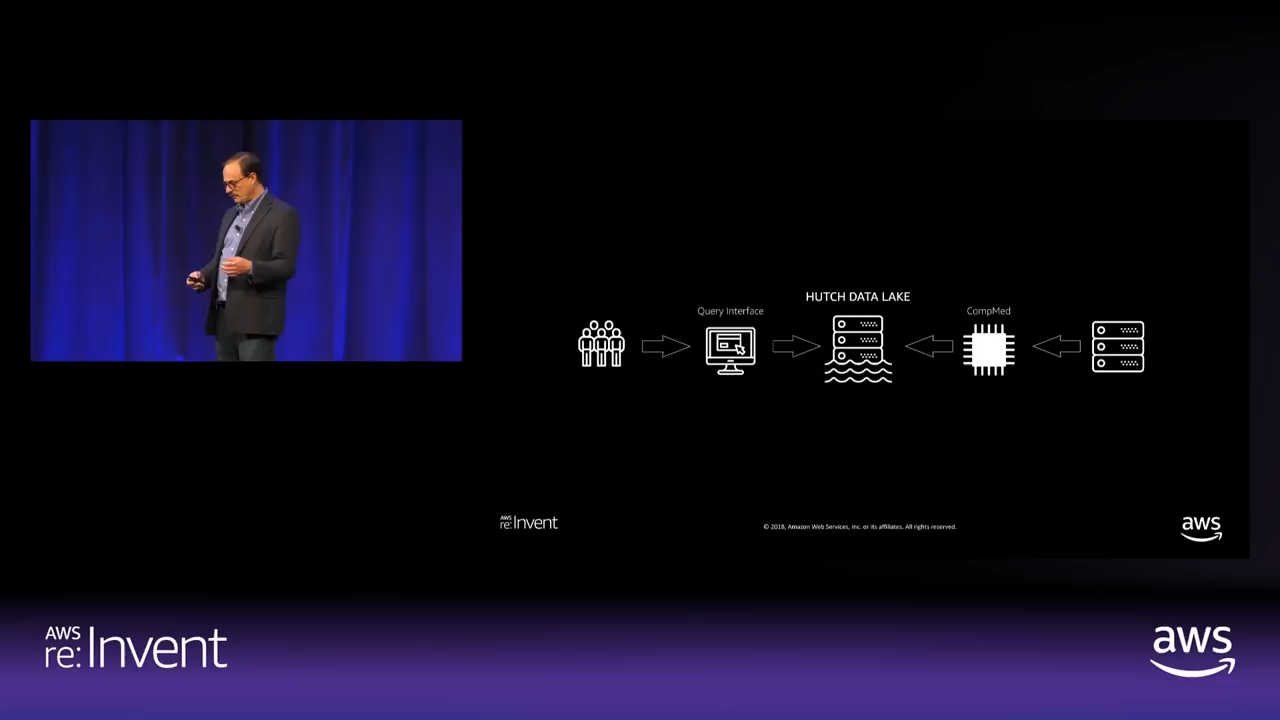 HUTCH DATA LAKE
Query Interface
CompMed
AWS
re:Invent
© 2018, Amazon Web Services, Inc. or its affiliates. All rights reserved.
aws
AWS
re:Invent
aws